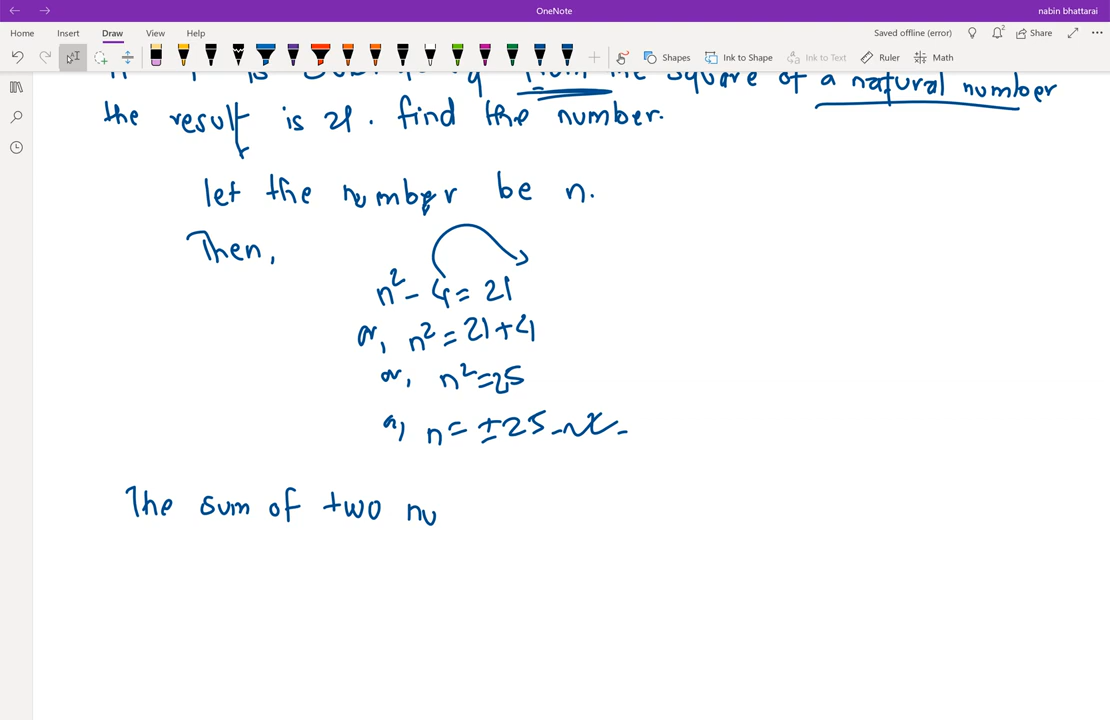 OneNote
nabin bhattarai
Home Insert Draw View Help
Saved offline (error) 2 Share
Shapes Ink to Shape Ink to Text Ruler Math
is from the square of a natural number
the result is 21. find the number.
let the number be n.
Then,
n² - 4 = 21
or, n² = 21+4
or, n² = 25
or, n = ±25
The sum of two nu